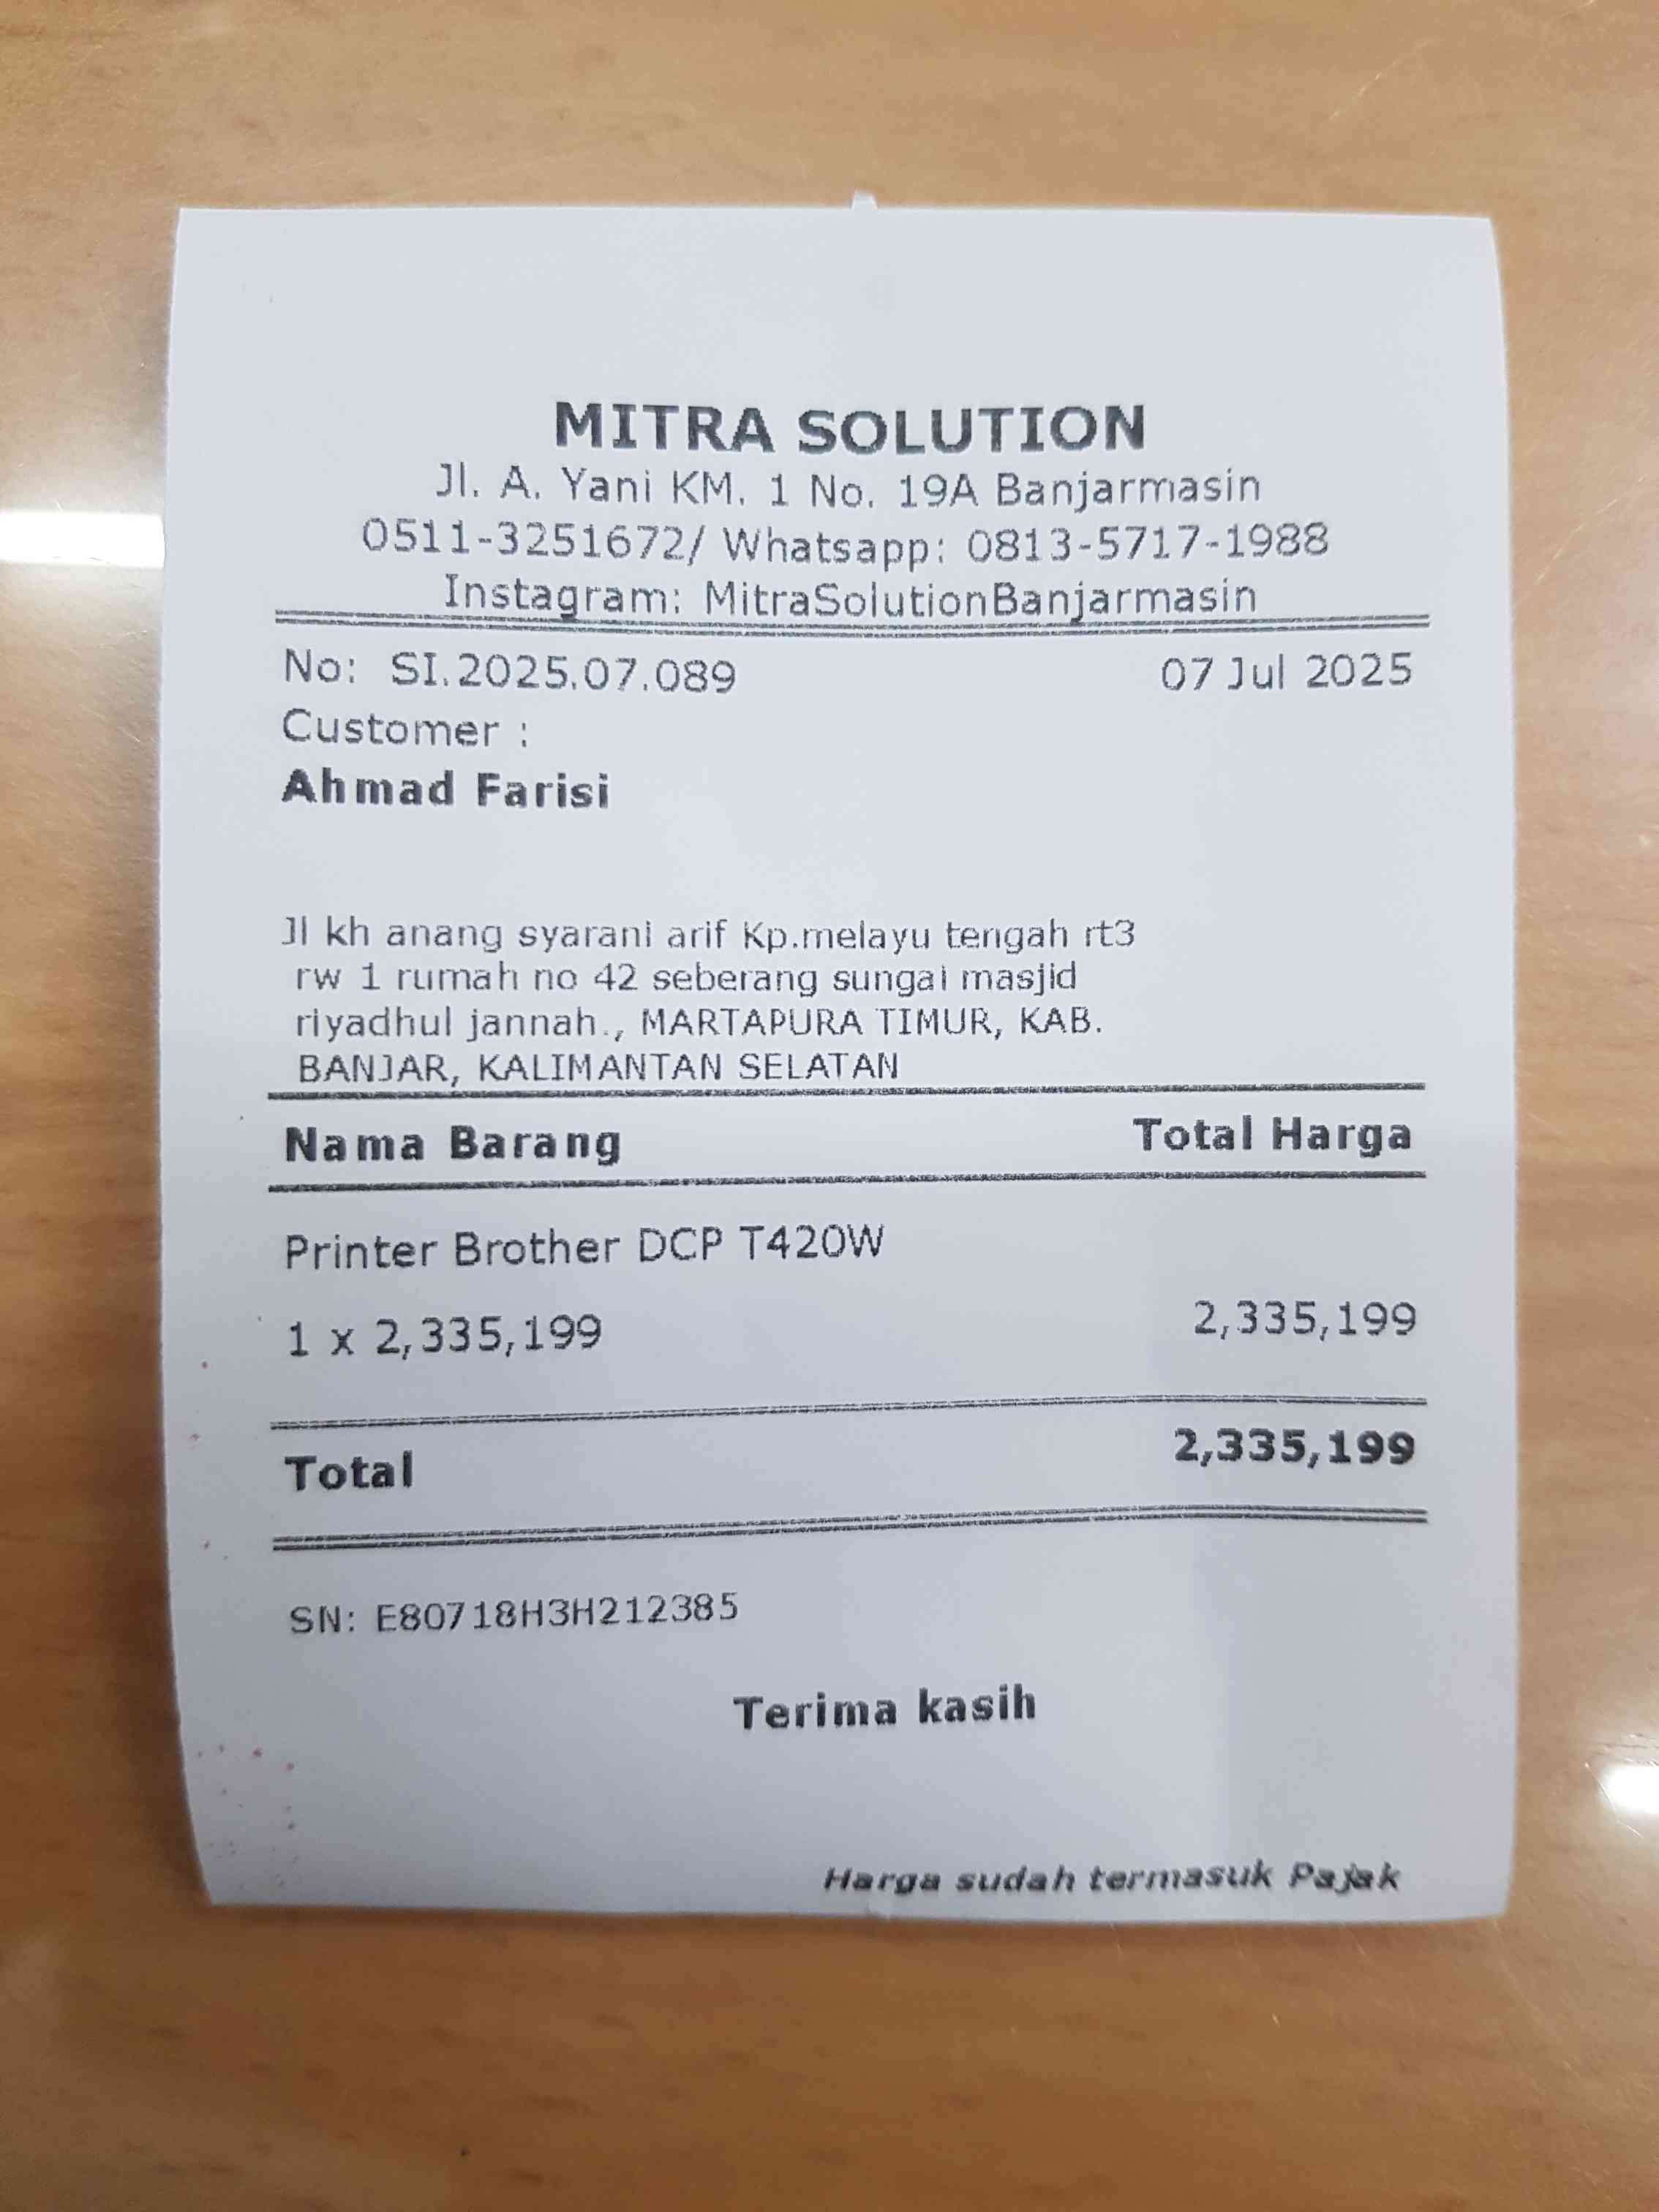 MITRA SOLUTION
Jl. A. Yani KM. 1 No. 19A Banjarmasin
0511-3251672/ Whatsapp: 0813-5717-1988
Instagram: MitraSolutionBanjarmasin
No: SI.2025.07.089 07 Jul 2025
Customer :
Ahmad Farisi
Jl kh anang syarani arif Kp.melayu tengah rt3
rw 1 rumah no 42 seberang sungai masjid
riyadhul jannah., MARTAPURA TIMUR, KAB.
BANJAR, KALIMANTAN SELATAN
Nama Barang Total Harga
Printer Brother DCP T420W
1 x 2,335,199 2,335,199
Total 2,335,199
SN: E80718H3H212385
Terima kasih
Harga sudah termasuk Pajak